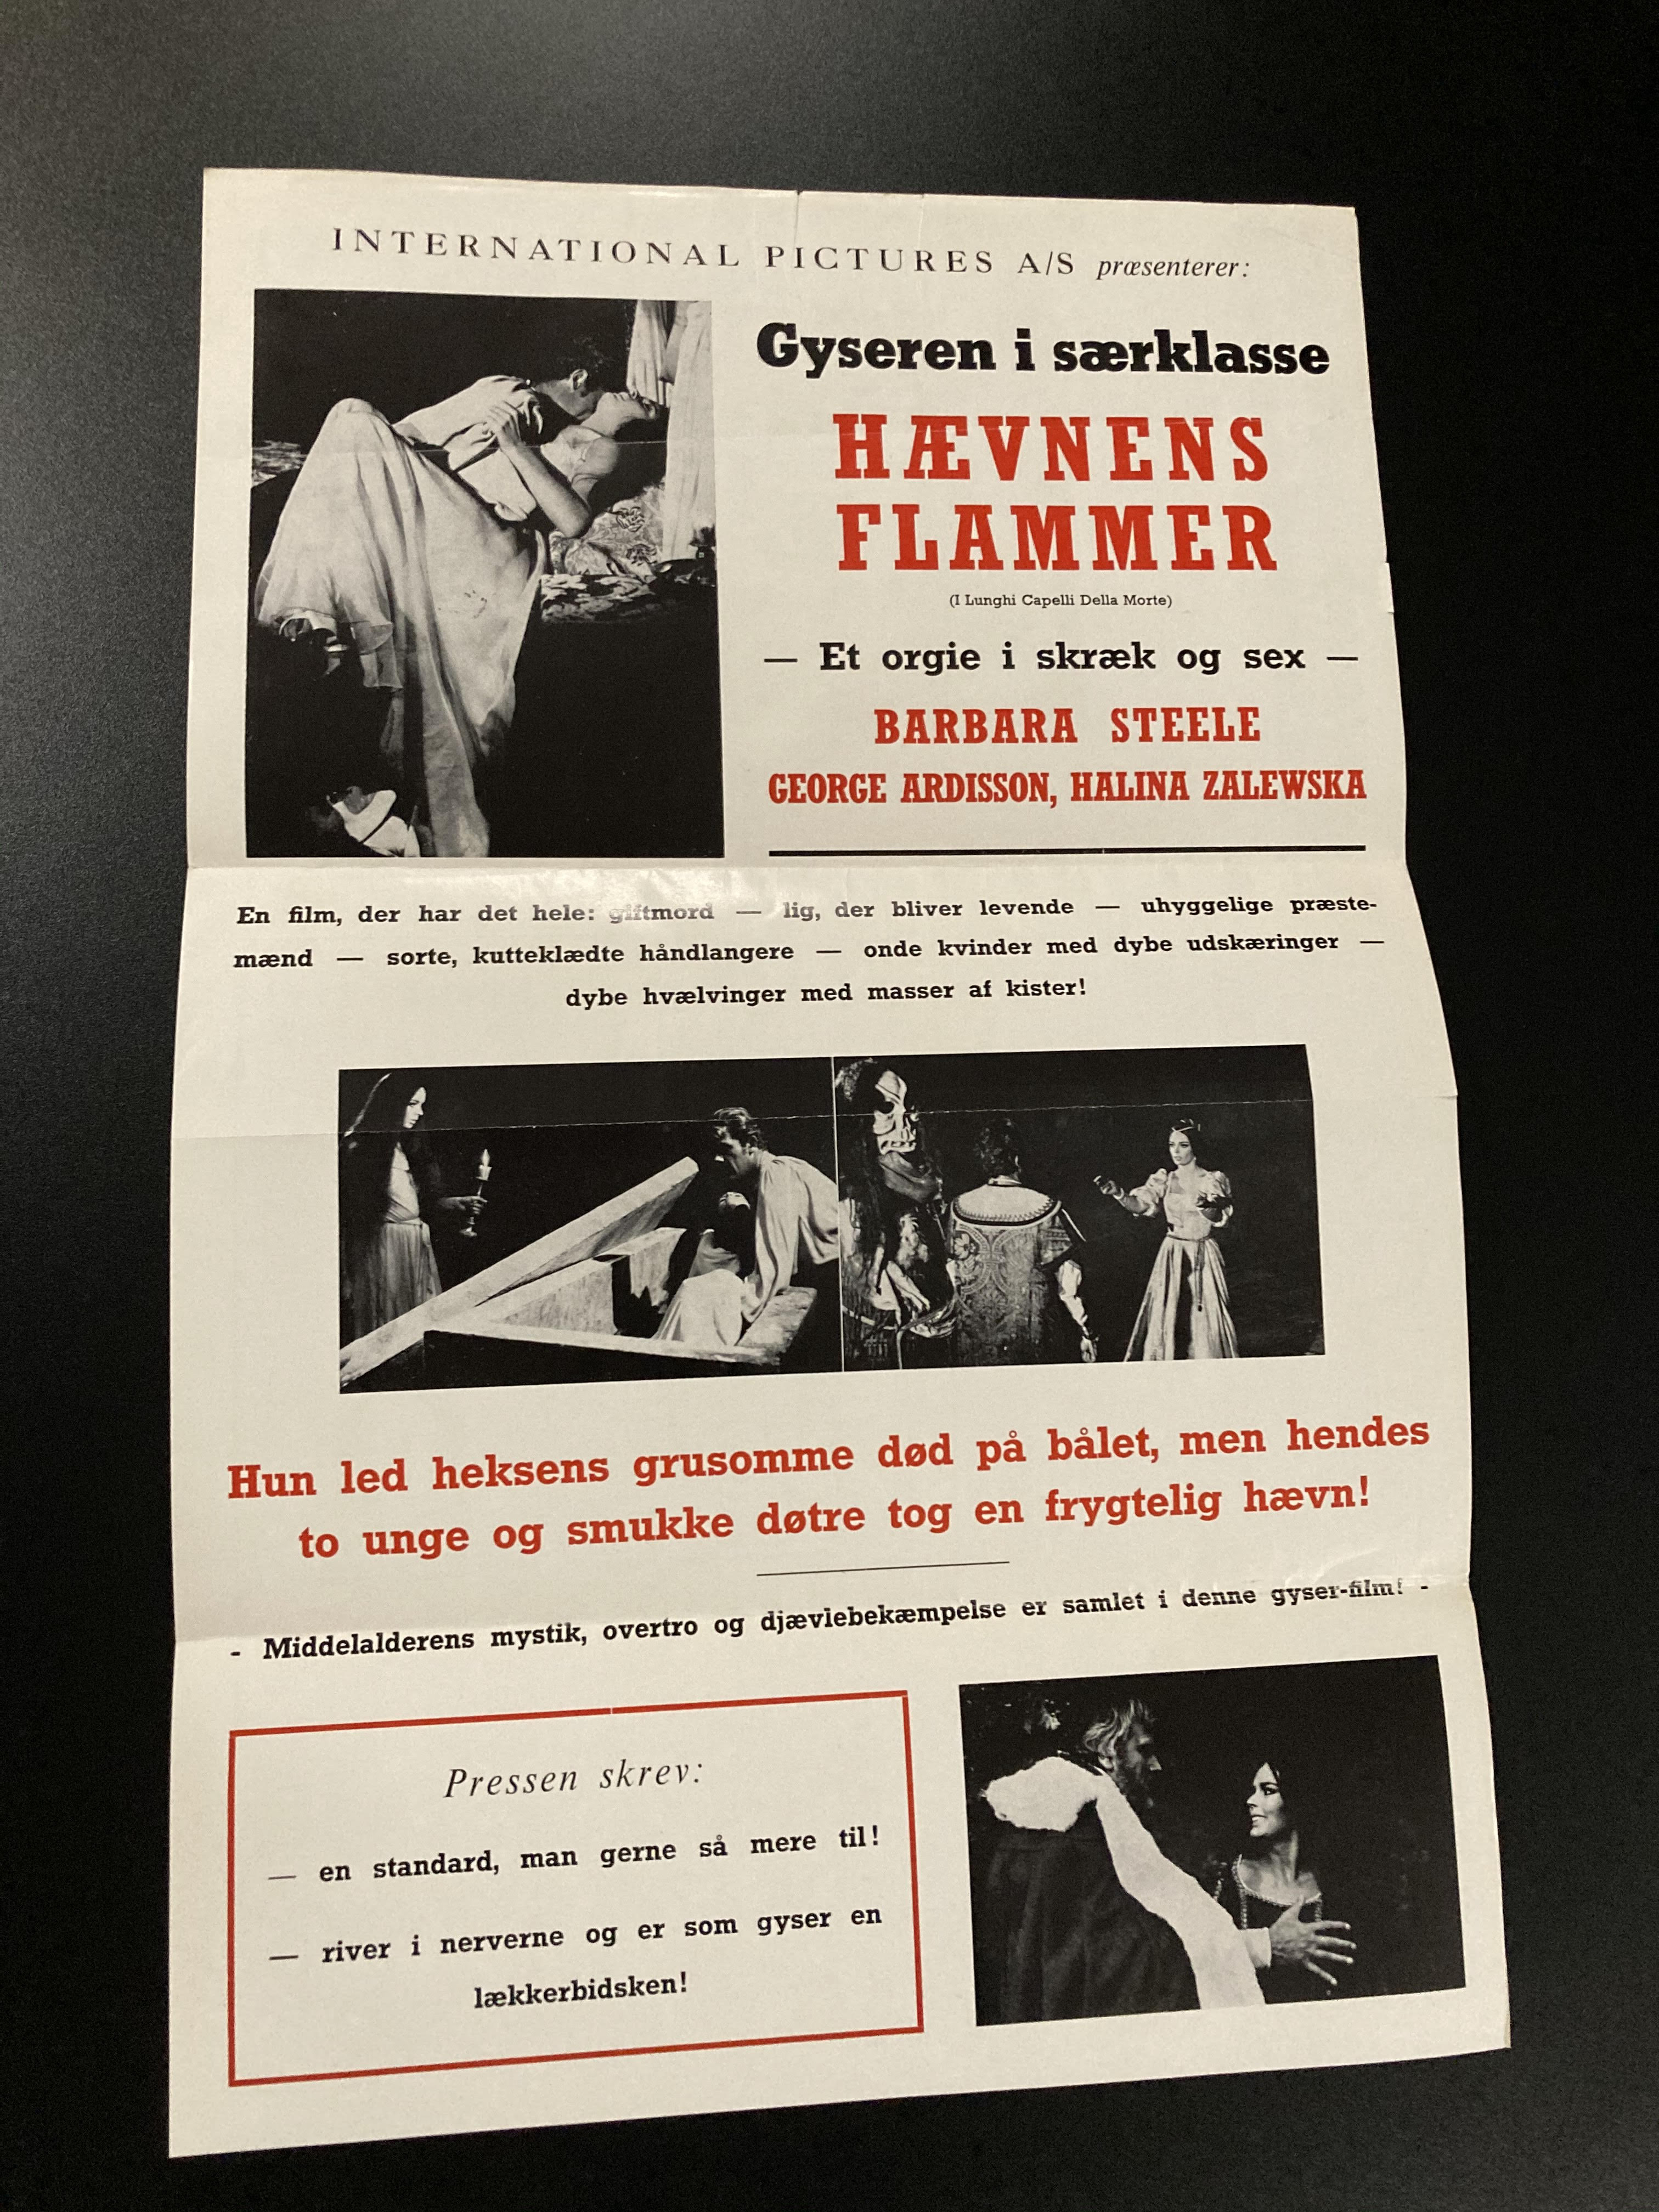 INTERNATIONAL PICTURES A/S præsenterer:
Gyseren i særklasse
HÆVNENS
FLAMMER
(I Lunghi Capelli Della Morte)
— Et orgie i skræk og sex —
BARBARA STEELE
GEORGE ARDISSON, HALINA ZALEWSKA
En film, der har det hele: giftmord — lig, der bliver levende — uhyggelige præste-
mænd — sorte, kutteklædte håndlangere — onde kvinder med dybe udskæringer —
dybe hvælvinger med masser af kister!
Hun led heksens grusomme død på bålet, men hendes
to unge og smukke døtre tog en frygtelig hævn!
- Middelalderens mystik, overtro og djævlebekæmpelse er samlet i denne gyser-film! -
Pressen skrev:
— en standard, man gerne så mere til!
— river i nerverne og er som gyser en
lækkerbidsken!